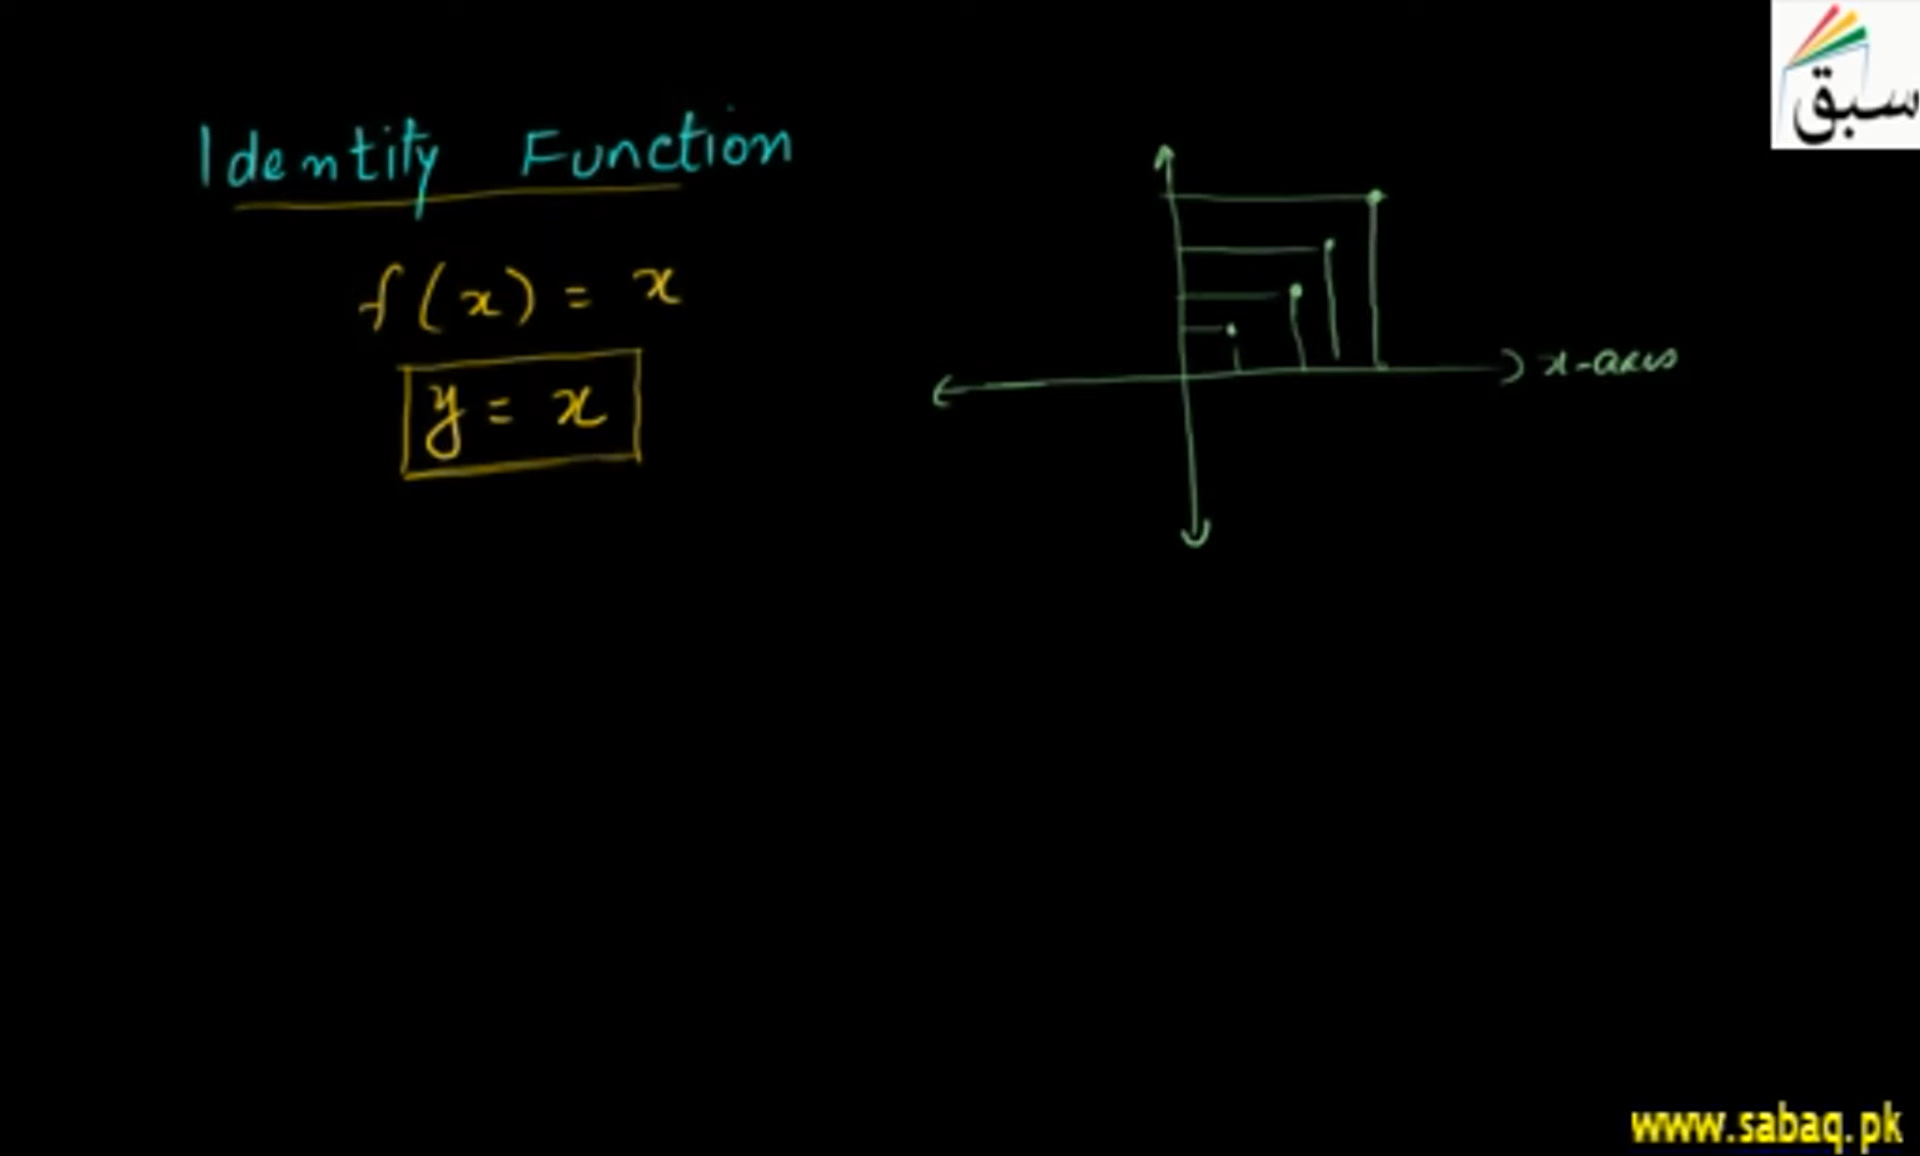 سبق
Identity Function
f(x) = x
y = x
x-axis
www.sabaq.pk